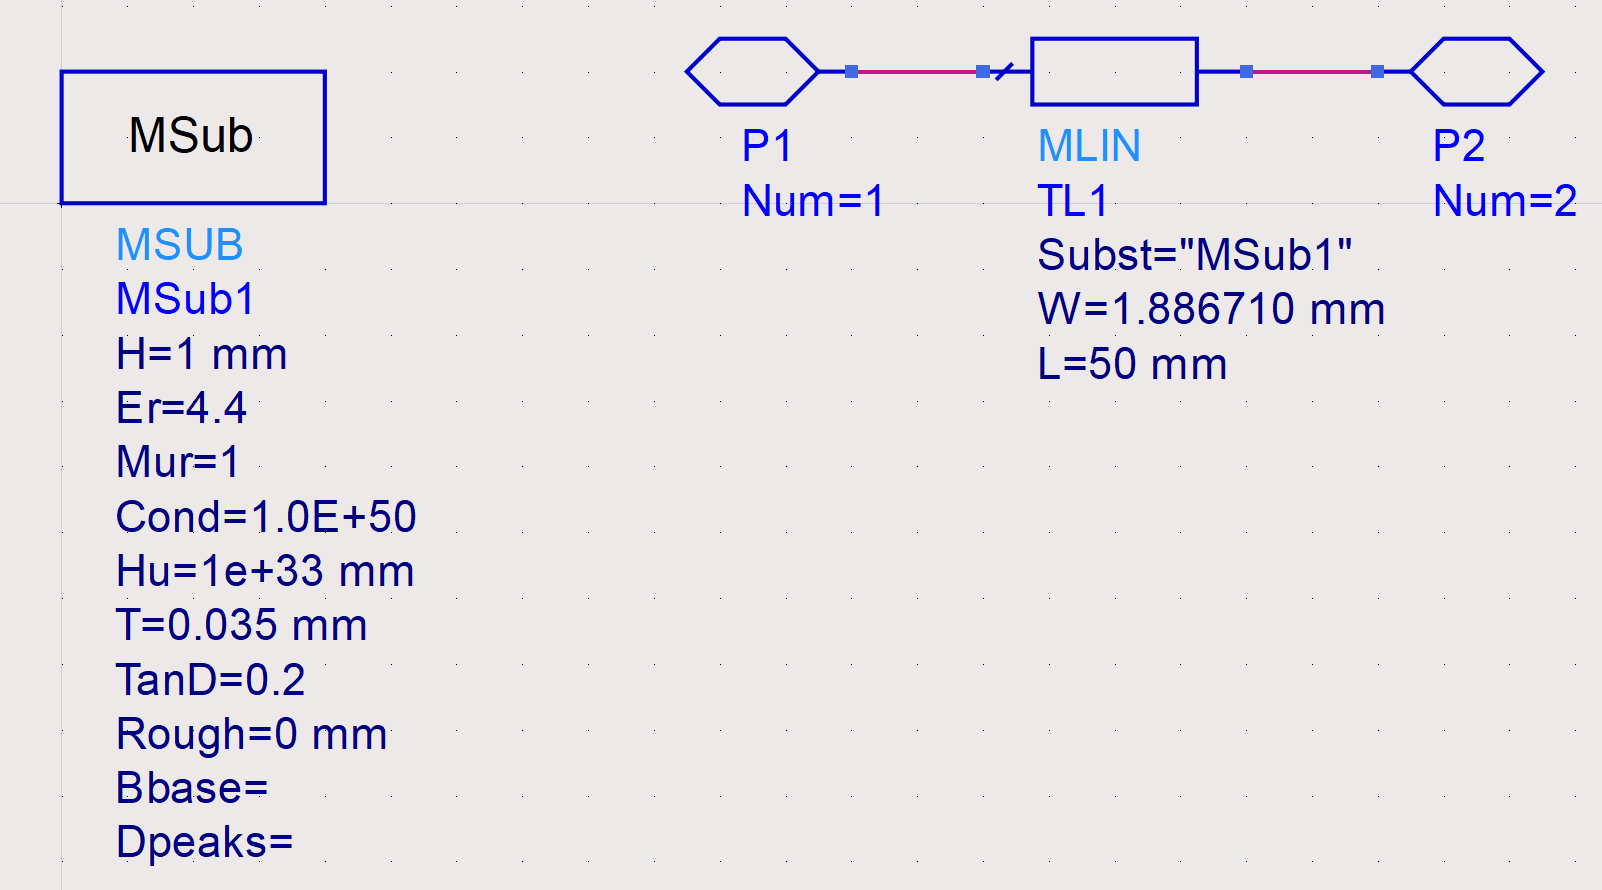 MSub
MSUB
MSub1
H=1 mm
Er=4.4
Mur=1
Cond=1.0E+50
Hu=1e+33 mm
T=0.035 mm
TanD=0.2
Rough=0 mm
Bbase=
Dpeaks=
P1
Num=1
MLIN
TL1
Subst="MSub1"
W=1.886710 mm
L=50 mm
P2
Num=2